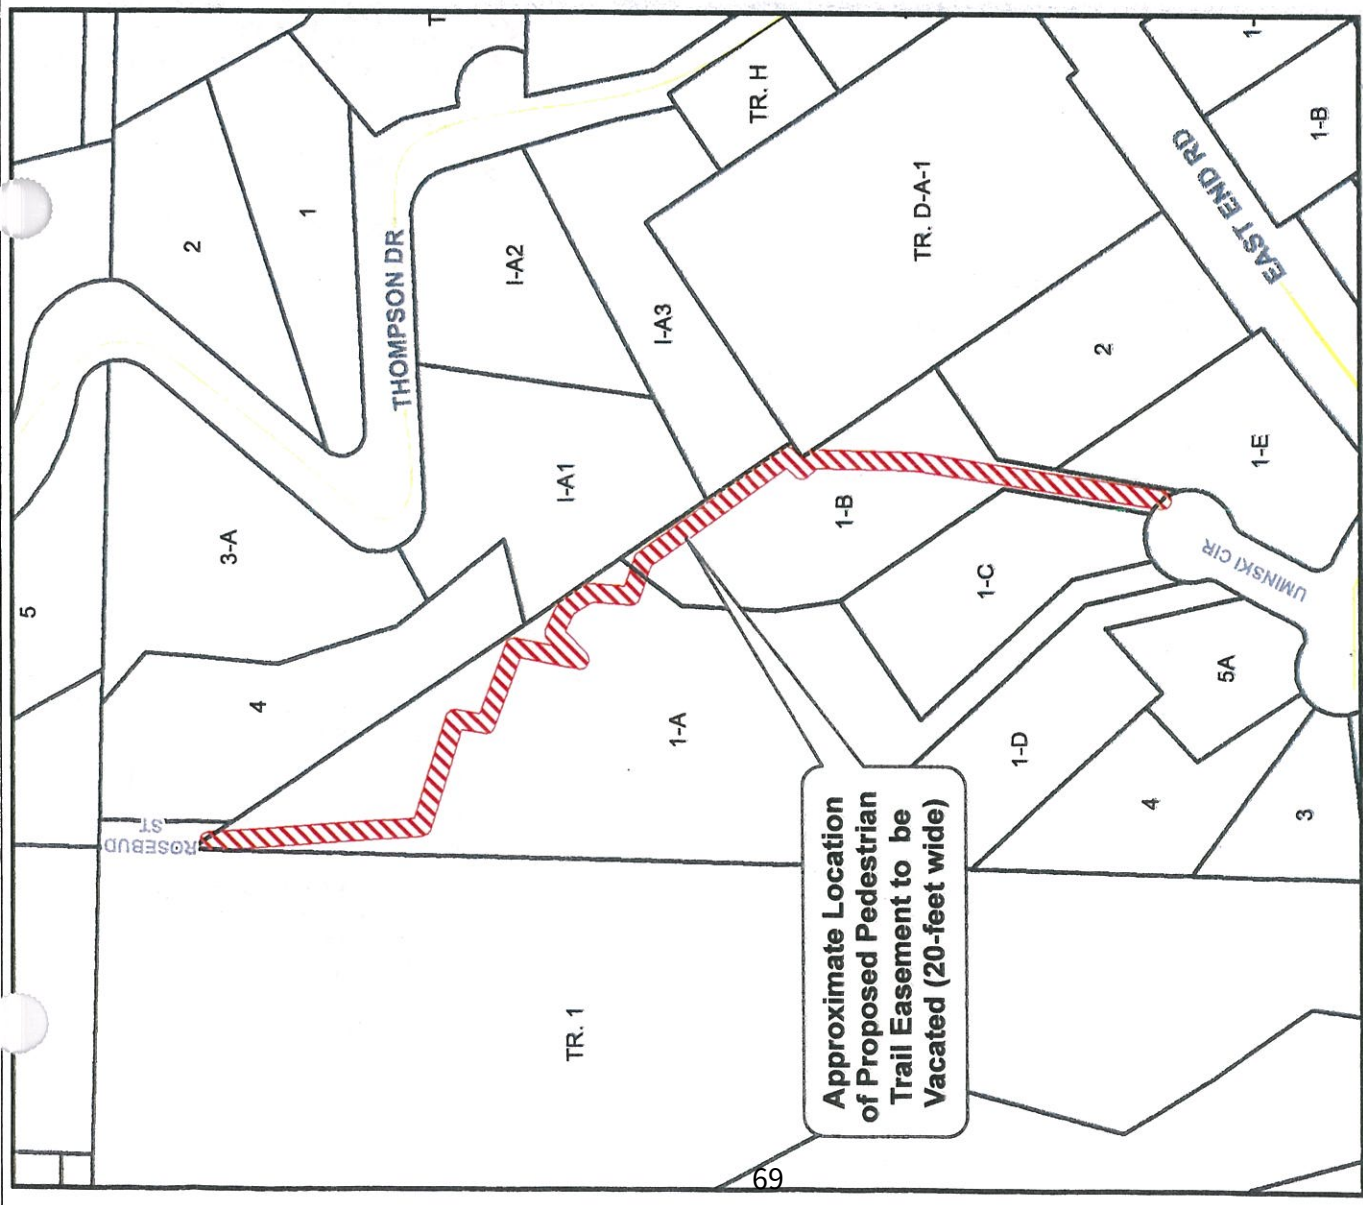 T
1-
TR. H
1-B
EAST END RD
2
1
TR. D-A-1
THOMPSON DR
I-A2
I-A3
2
1-E
I-A1
1-B
3-A
1-C
UMINSKI CIR
5
4
1-A
5A
1-D
4
3
ROSEBUD
ST
Approximate Location
of Proposed Pedestrian
Trail Easement to be
Vacated (20-feet wide)
TR. 1
69